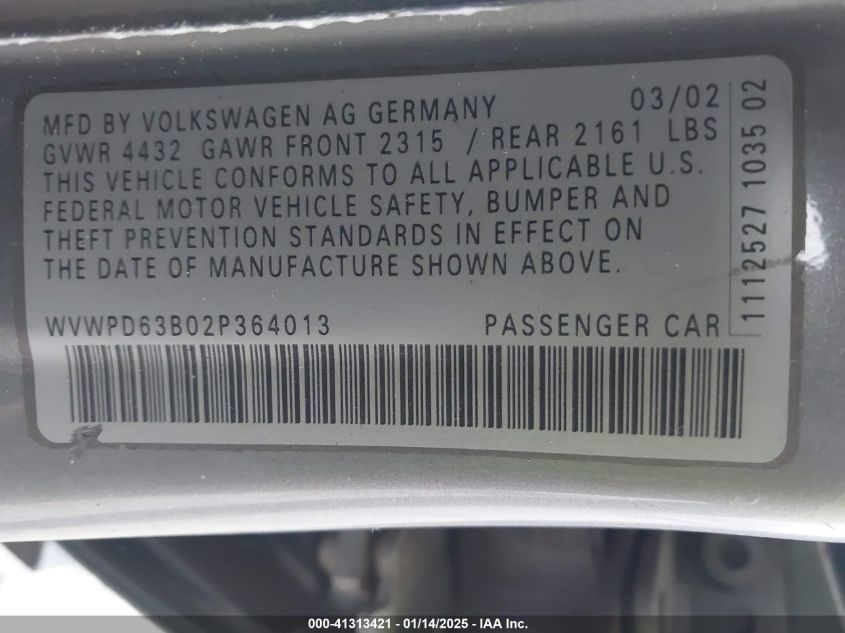 MFD BY VOLKSWAGEN AG GERMANY 03/02
GVWR 4432 GAWR FRONT 2315 / REAR 2161 LBS
THIS VEHICLE CONFORMS TO ALL APPLICABLE U.S.
FEDERAL MOTOR VEHICLE SAFETY, BUMPER AND
THEFT PREVENTION STANDARDS IN EFFECT ON
THE DATE OF MANUFACTURE SHOWN ABOVE.
WVWPD63B02P364013 PASSENGER CAR
1112527 1035 02
000-41313421 - 01/14/2025 - IAA Inc.